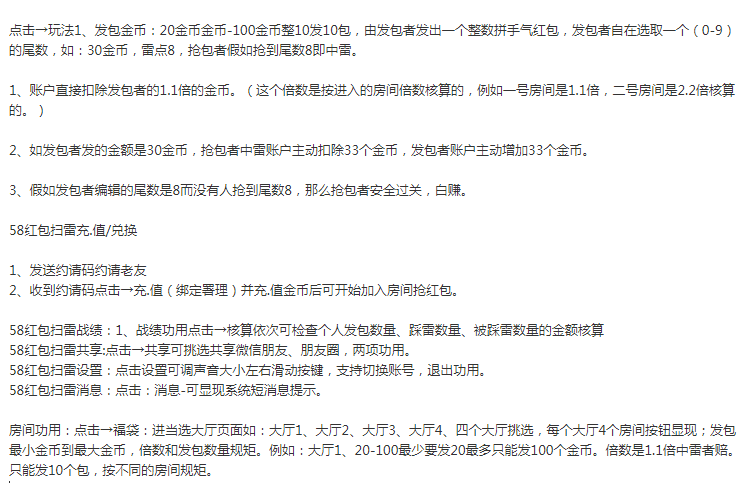 点击→玩法1、发包金币：20金币金币-100金币整10发10包，由发包者发出一个整数拼手气红包，发包者自在选取一个（0-9）
的尾数，如：30金币，雷点8，抢包者假如抢到尾数8即中雷。
1、账户直接扣除发包者的1.1倍的金币。（这个倍数是按进入的房间倍数核算的，例如一号房间是1.1倍，二号房间是2.2倍核算
的。）
2、如发包者发的金额是30金币，抢包者中雷账户主动扣除33个金币，发包者账户主动增加33个金币。
3、假如发包者编辑的尾数是8而没有人抢到尾数8，那么抢包者安全过关，白赚。
58红包扫雷充.值/兑换
1、发送约请码约请老友
2、收到约请码点击→充.值（绑定署理）并充.值金币后可开始加入房间抢红包。
58红包扫雷战绩：1、战绩功用点击→核算依次可检查个人发包数量、踩雷数量、被踩雷数量的金额核算
58红包扫雷共享:点击→共享可挑选共享微信朋友、朋友圈，两项功用。
58红包扫雷设置：点击设置可调声音大小左右滑动按键，支持切换账号，退出功用。
58红包扫雷消息：点击：消息-可显现系统短消息提示。
房间功用：点击→福袋：进当选大厅页面如：大厅1、大厅2、大厅3、大厅4、四个大厅挑选，每个大厅4个房间按钮显现；发包
最小金币到最大金币，倍数和发包数量规矩。例如：大厅1、20-100最少要发20最多只能发100个金币。倍数是1.1倍中雷者赔。
只能发10个包，按不同的房间规矩。